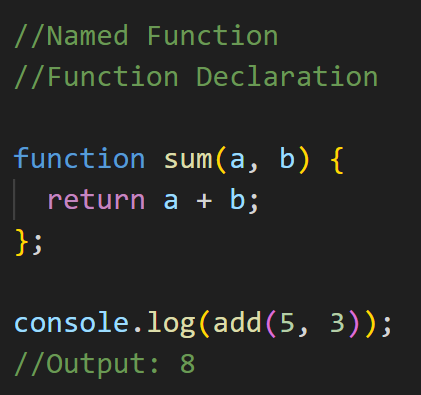 //Named Function
//Function Declaration

function sum(a, b) {
  return a + b;
};

console.log(add(5, 3));
//Output: 8